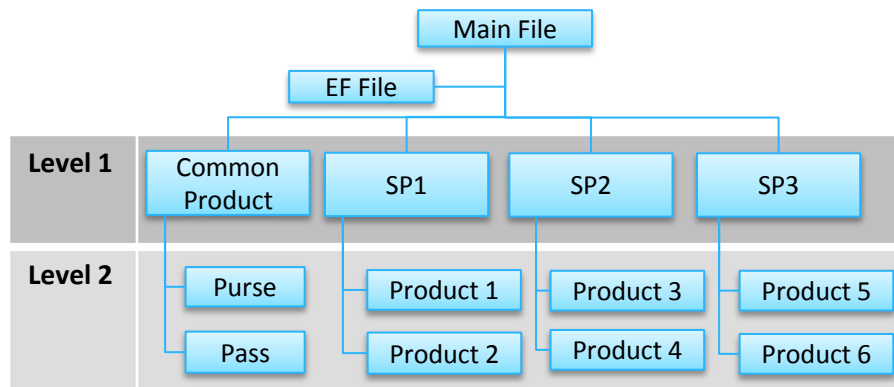 Main File
EF File
Level 1
Common
Product
SP1
SP2
SP3
Level 2
Purse
Product 1
Product 3
Product 5
Pass
Product 2
Product 4
Product 6